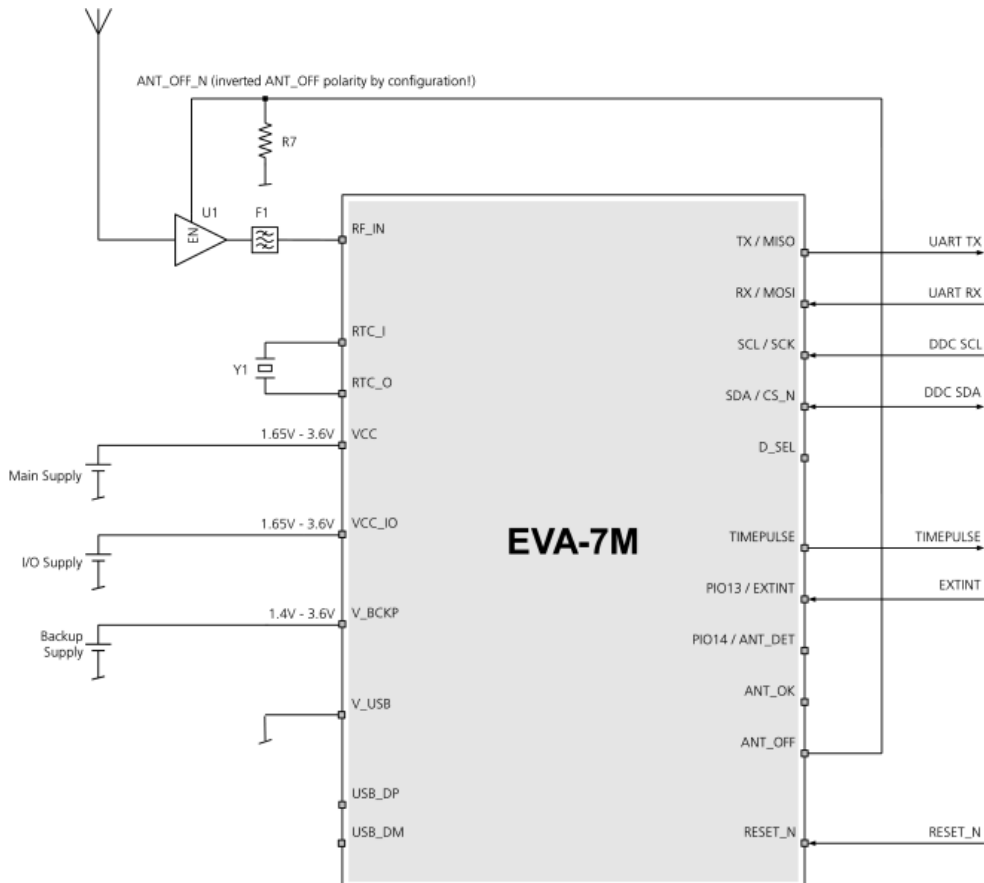 ANT_OFF_N (inverted ANT_OFF polarity by configuration!)
R7
U1
F1
EN
RF_IN
TX / MISO
UART TX
RX / MOSI
UART RX
RTC_I
SCL / SCK
DDC SCL
Y1
RTC_O
SDA / CS_N
DDC SDA
1.65V - 3.6V
VCC
D_SEL
Main Supply
1.65V - 3.6V
VCC_IO
EVA-7M
TIMEPULSE
TIMEPULSE
I/O Supply
PIO13 / EXTINT
EXTINT
1.4V - 3.6V
V_BCKP
Backup
Supply
PIO14 / ANT_DET
V_USB
ANT_OK
ANT_OFF
USB_DP
USB_DM
RESET_N
RESET_N